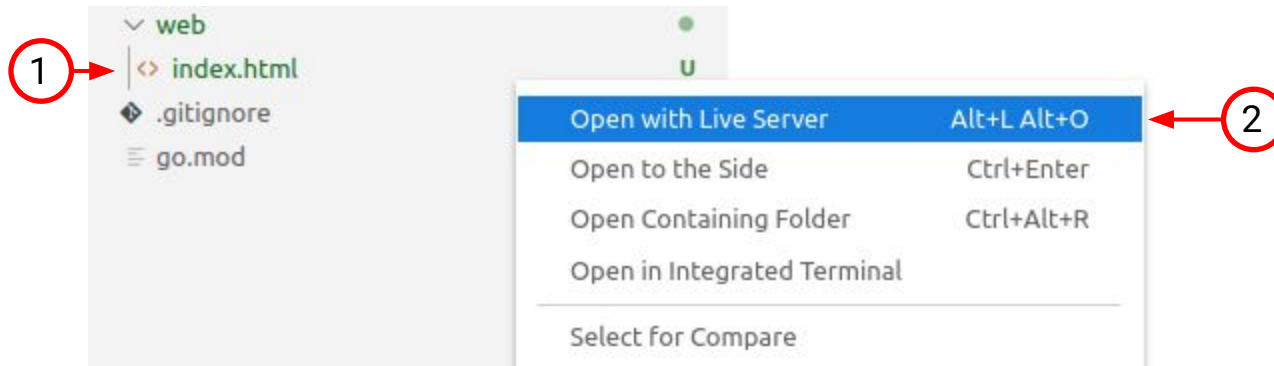 web
1 <> index.html U
.gitignore
go.mod
Open with Live Server Alt+L Alt+O 2
Open to the Side Ctrl+Enter
Open Containing Folder Ctrl+Alt+R
Open in Integrated Terminal
Select for Compare